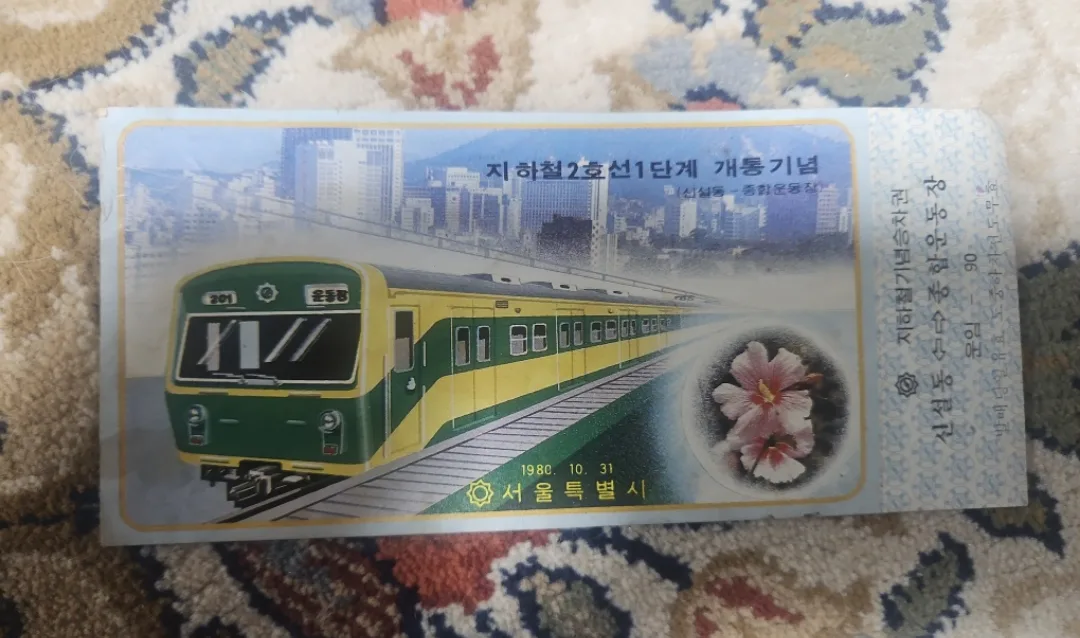 지하철2호선1단계 개통기념
(신설동 - 종합운동장)
201
운동장
1980. 10. 31
서울특별시
지하철기념승차권
신설동 ⇔ 종합운동장
운임 - 90